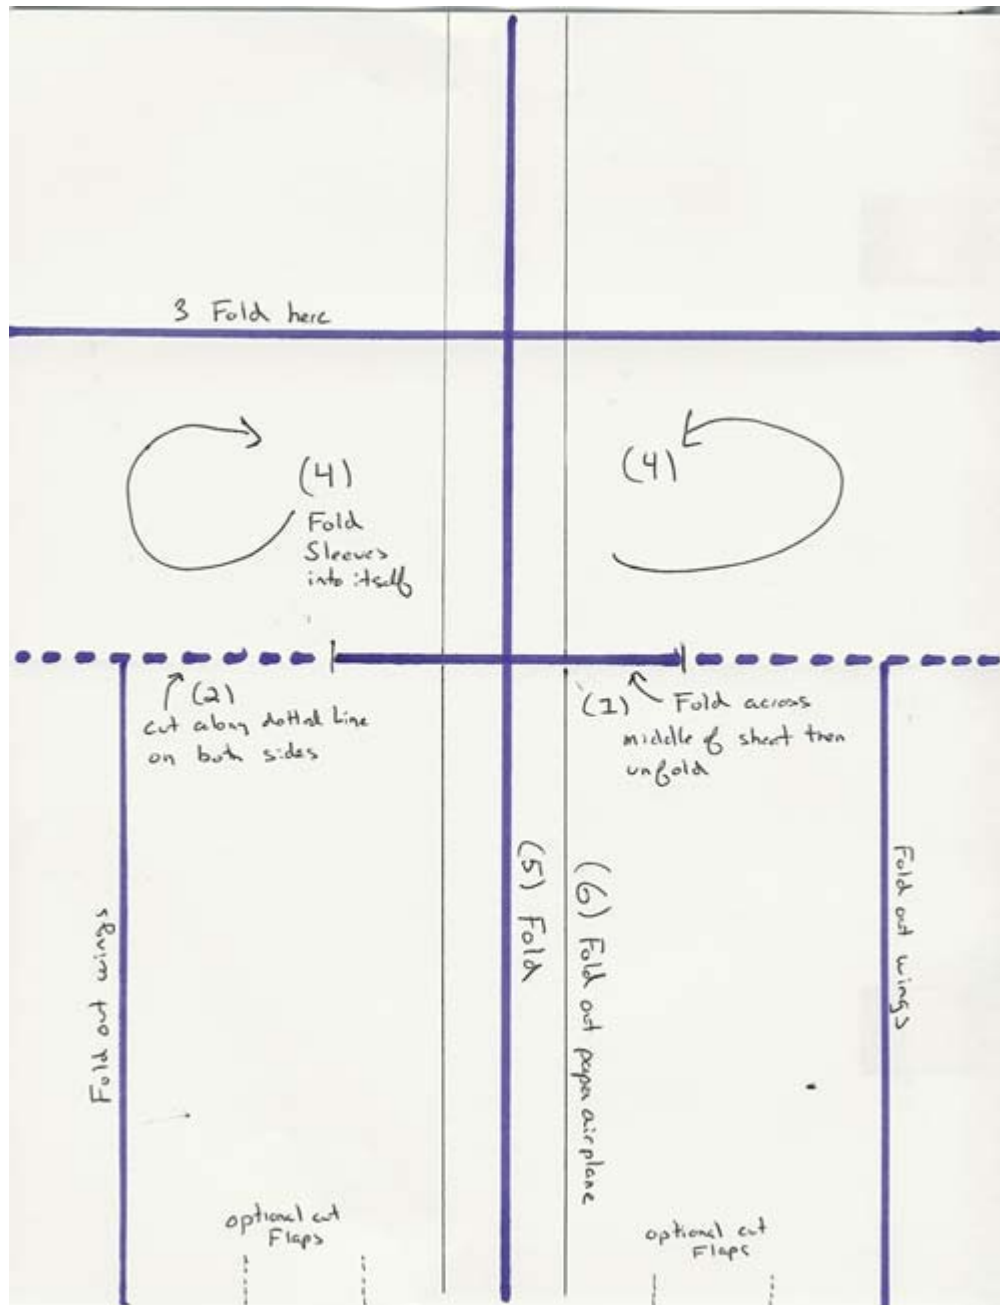 3 Fold here
(4)
Fold
Sleeves
into itself
(4)
(2)
cut along dotted Line
on both sides
(1) Fold across
middle of sheet then
unfold
(5) Fold
(6) Fold out paper airplane
Fold out wings
Fold out wings
optional cut
Flaps
optional cut
Flaps